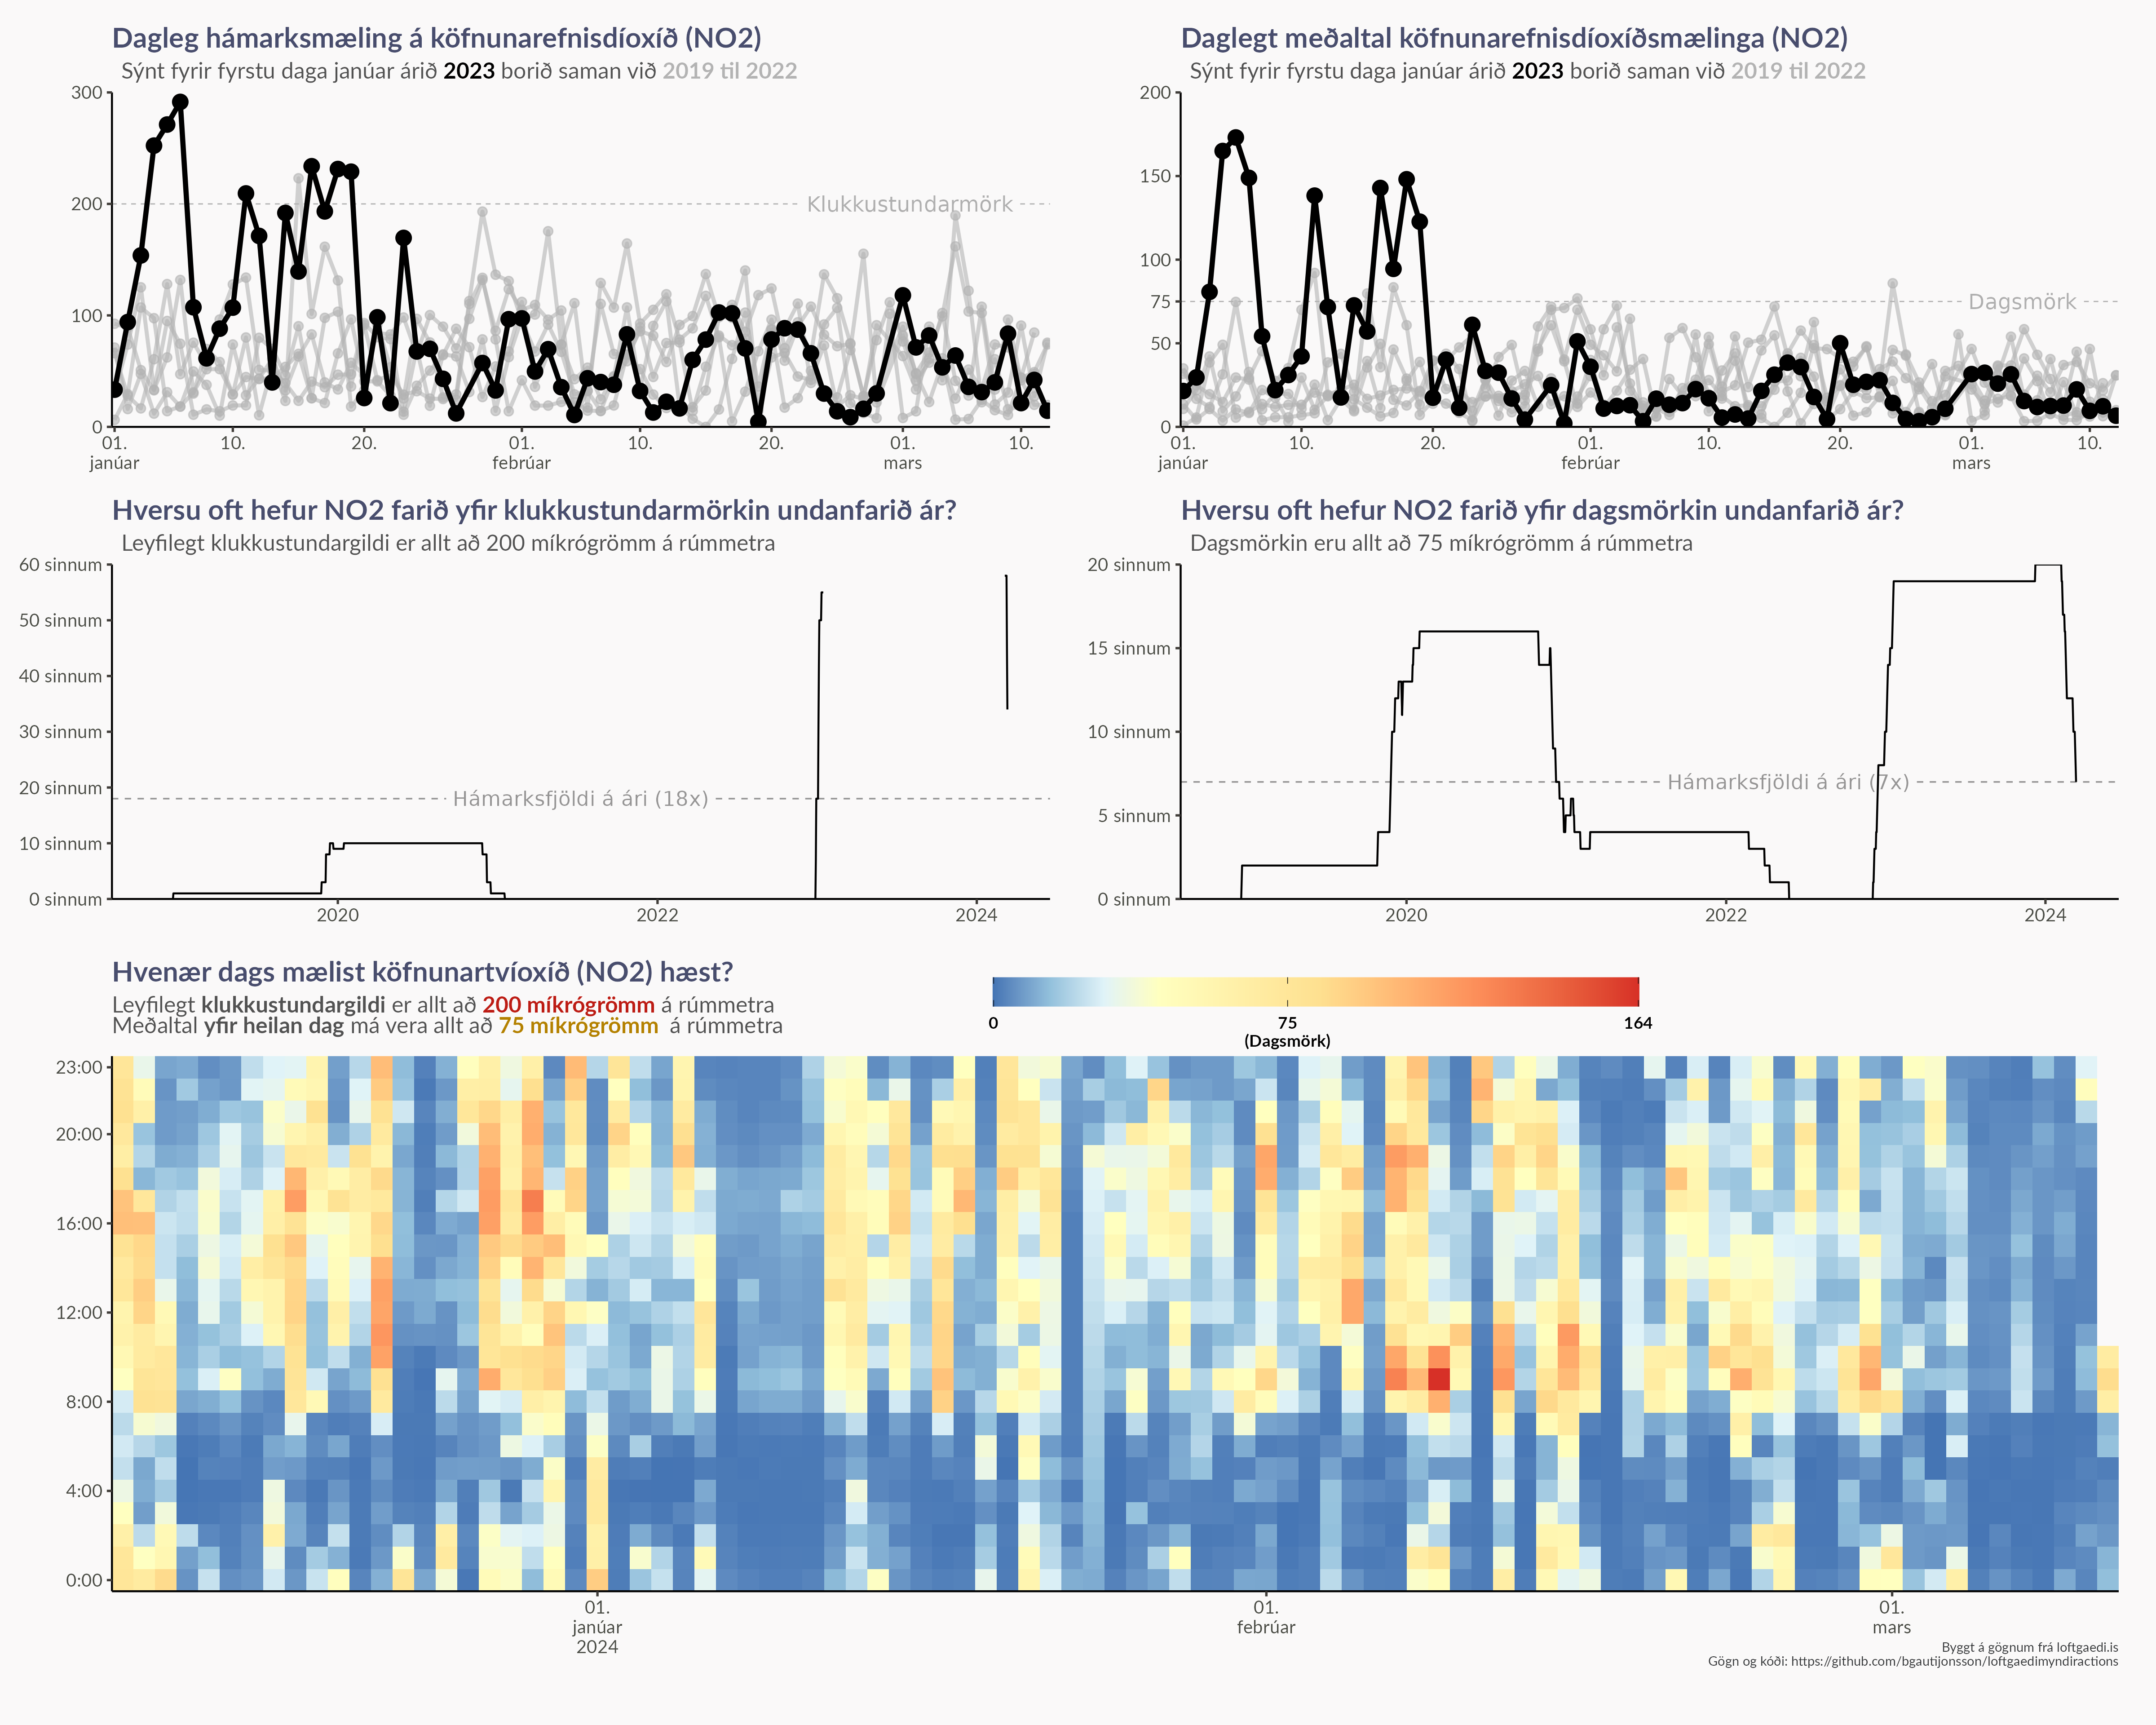 Dagleg hámarksmæling á köfnunarefnisdíoxíð (NO2)
Sýnt fyrir fyrstu daga janúar árið 2023 borið saman við 2019 til 2022
300
200
100
0
Klukkustundarmörk
01. 10. 20. 01. 10. 20. 01. 10.
janúar febrúar mars
Daglegt meðaltal köfnunarefnisdíoxíðsmælinga (NO2)
Sýnt fyrir fyrstu daga janúar árið 2023 borið saman við 2019 til 2022
200
150
100
75
50
0
Dagsmörk
01. 10. 20. 01. 10. 20. 01. 10.
janúar febrúar mars
Hversu oft hefur NO2 farið yfir klukkustundarmörkin undanfarið ár?
Leyfilegt klukkustundargildi er allt að 200 míkrógrömm á rúmmetra
60 sinnum
50 sinnum
40 sinnum
30 sinnum
20 sinnum
10 sinnum
0 sinnum
Hámarksfjöldi á ári (18x)
2020 2022 2024
Hversu oft hefur NO2 farið yfir dagsmörkin undanfarið ár?
Dagsmörkin eru allt að 75 míkrógrömm á rúmmetra
20 sinnum
15 sinnum
10 sinnum
5 sinnum
0 sinnum
Hámarksfjöldi á ári (7x)
2020 2022 2024
Hvenær dags mælist köfnunartvíoxíð (NO2) hæst?
Leyfilegt klukkustundargildi er allt að 200 míkrógrömm á rúmmetra
Meðaltal yfir heilan dag má vera allt að 75 míkrógrömm á rúmmetra
0 75 164
(Dagsmörk)
23:00
20:00
16:00
12:00
8:00
4:00
0:00
01. 01. 01.
janúar febrúar mars
2024
Byggt á gögnum frá loftgaedi.is
Gögn og kóði: https://github.com/bgautijonsson/loftgaedimyndiractions